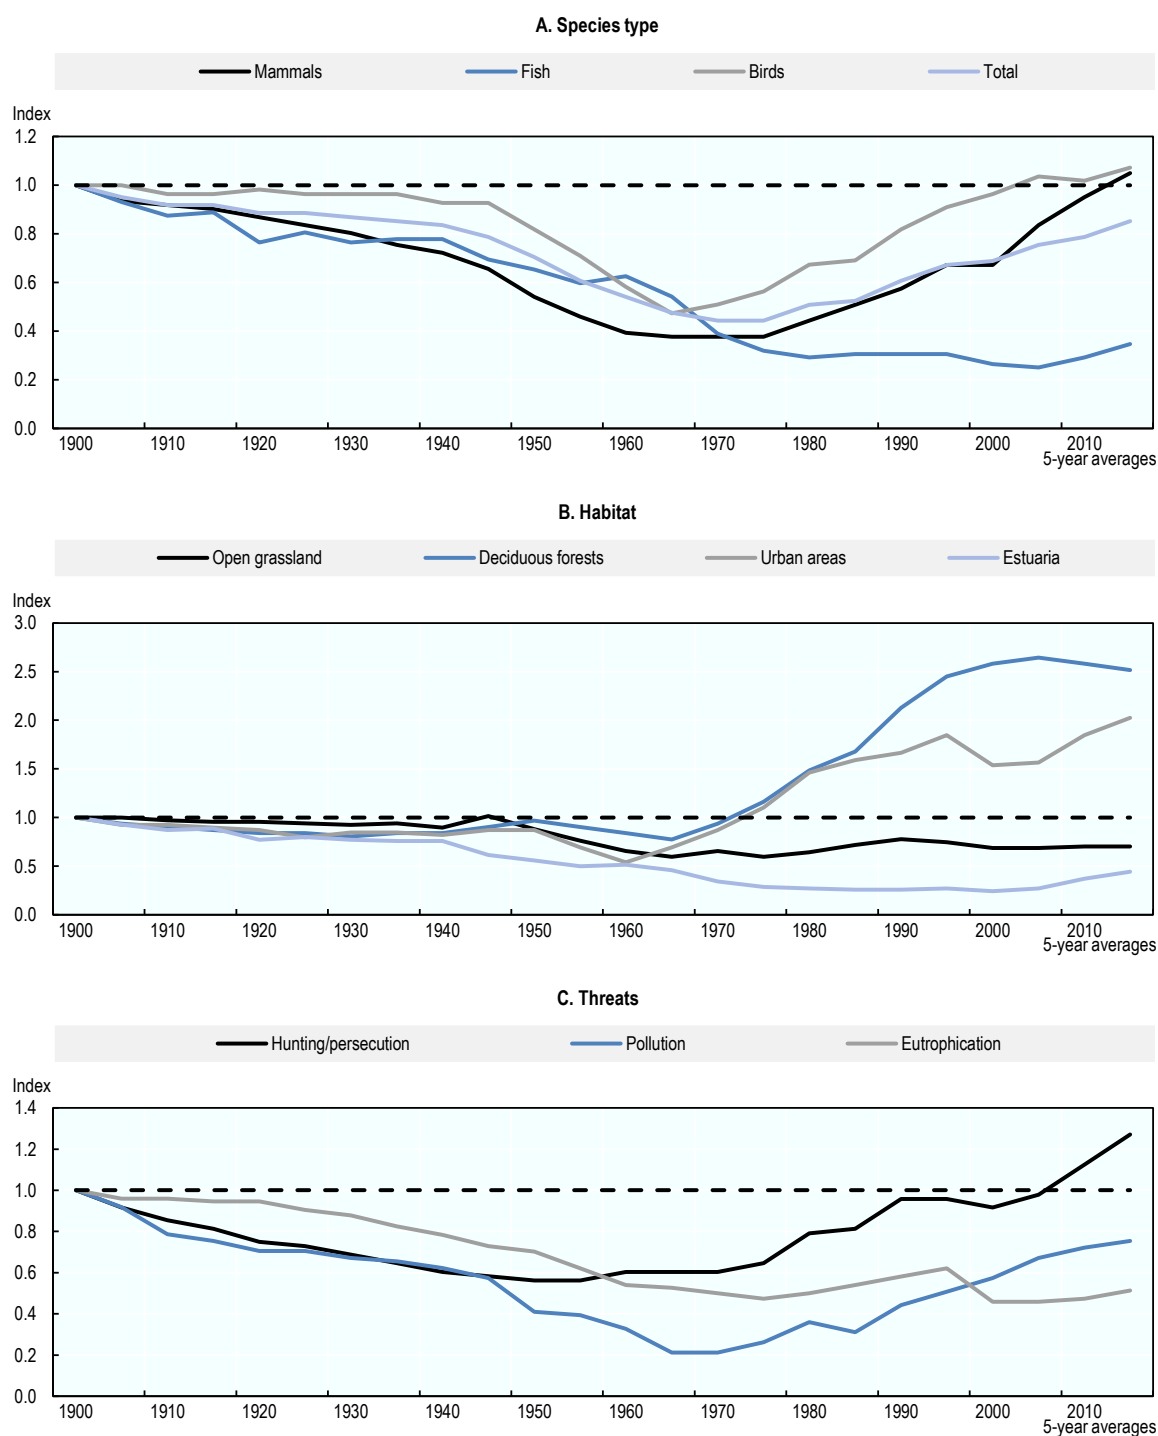 A. Species type
Mammals Fish Birds Total
Index
1.2
1.0
0.8
0.6
0.4
0.2
0.0
1900 1910 1920 1930 1940 1950 1960 1970 1980 1990 2000 2010
5-year averages
B. Habitat
Open grassland Deciduous forests Urban areas Estuaria
Index
3.0
2.5
2.0
1.5
1.0
0.5
0.0
1900 1910 1920 1930 1940 1950 1960 1970 1980 1990 2000 2010
5-year averages
C. Threats
Hunting/persecution Pollution Eutrophication
Index
1.4
1.2
1.0
0.8
0.6
0.4
0.2
0.0
1900 1910 1920 1930 1940 1950 1960 1970 1980 1990 2000 2010
5-year averages